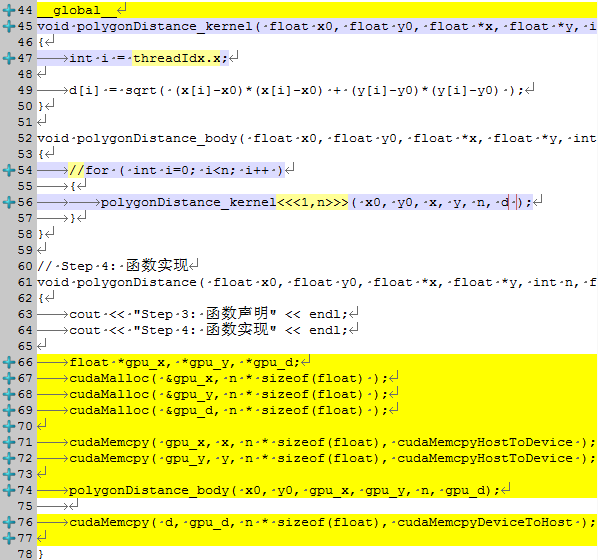 44 __global__
45 void polygonDistance_kernel( float x0, float y0, float *x, float *y, i
46 {
47 int i = threadIdx.x;
48
49 d[i] = sqrt( (x[i]-x0)*(x[i]-x0) + (y[i]-y0)*(y[i]-y0) );
50 }
51
52 void polygonDistance_body( float x0, float y0, float *x, float *y, int
53 {
54 //for ( int i=0; i<n; i++ )
55 {
56 polygonDistance_kernel<<<1,n>>>( x0, y0, x, y, n, d );
57 }
58 }
59
60 // Step 4: 函数实现
61 void polygonDistance( float x0, float y0, float *x, float *y, int n, f
62 {
63 cout << "Step 3: 函数声明" << endl;
64 cout << "Step 4: 函数实现" << endl;
65
66 float *gpu_x, *gpu_y, *gpu_d;
67 cudaMalloc( &gpu_x, n * sizeof(float) );
68 cudaMalloc( &gpu_y, n * sizeof(float) );
69 cudaMalloc( &gpu_d, n * sizeof(float) );
70
71 cudaMemcpy( gpu_x, x, n * sizeof(float), cudaMemcpyHostToDevice );
72 cudaMemcpy( gpu_y, y, n * sizeof(float), cudaMemcpyHostToDevice );
73
74 polygonDistance_body( x0, y0, gpu_x, gpu_y, n, gpu_d);
75
76 cudaMemcpy( d, gpu_d, n * sizeof(float), cudaMemcpyDeviceToHost );
77
78 }